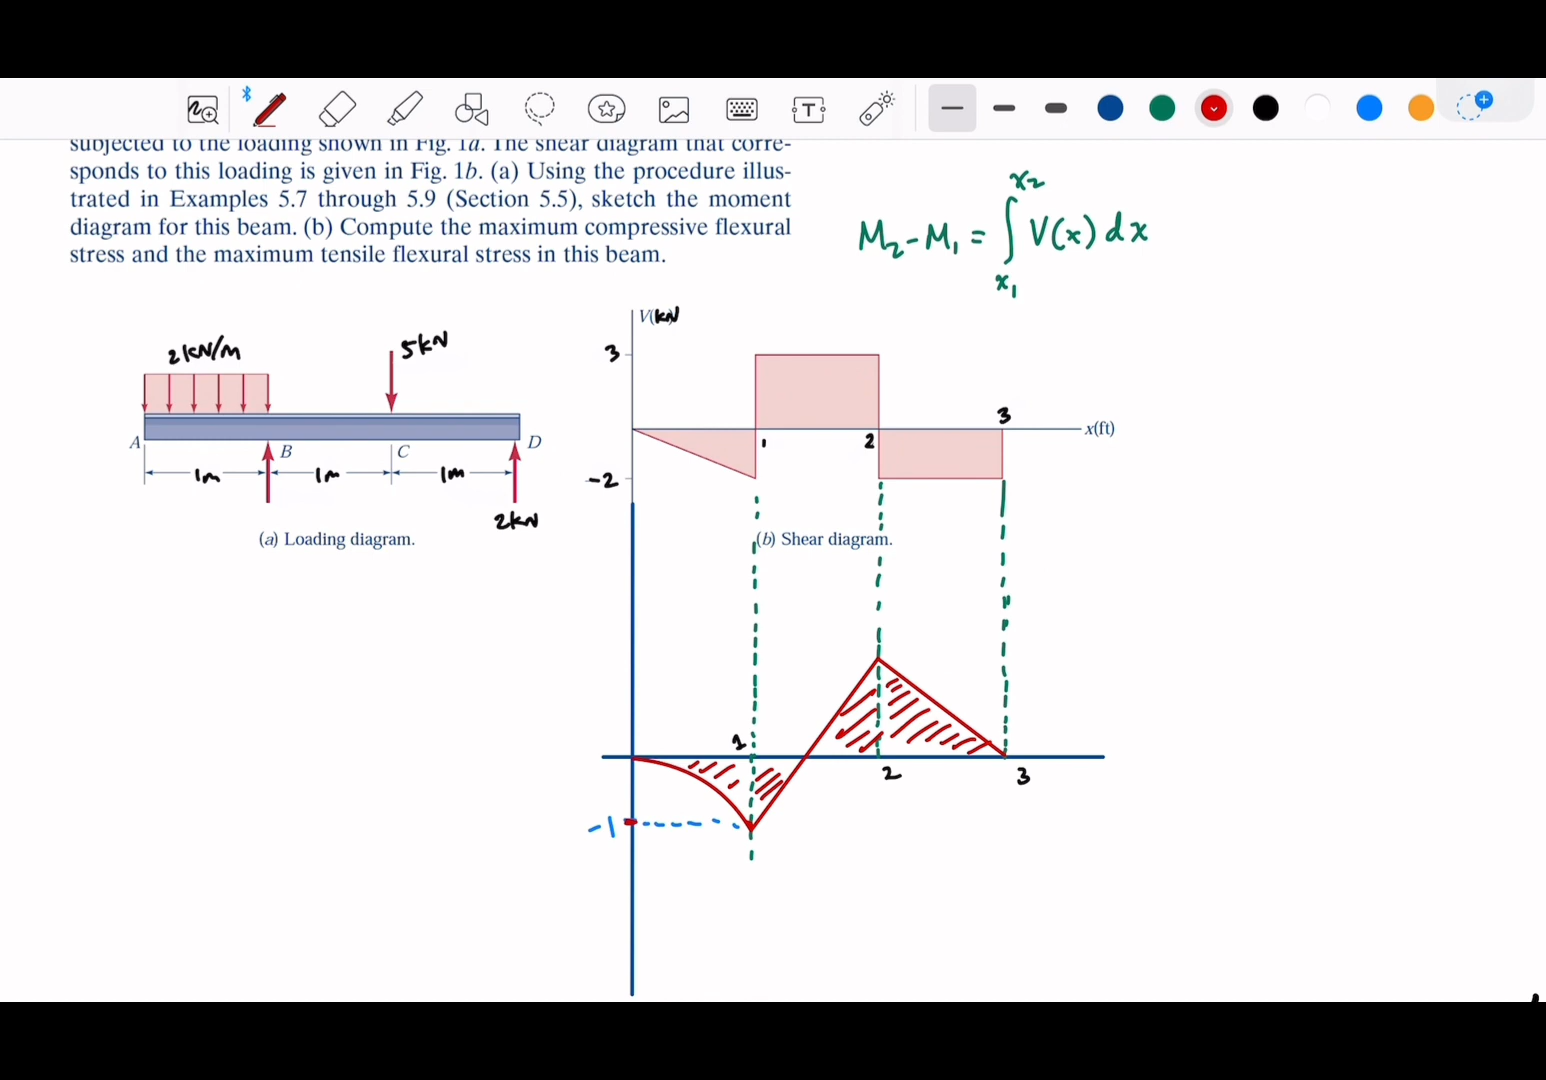 subjected to the loading shown in Fig. 1a. The shear diagram that corre-
sponds to this loading is given in Fig. 1b. (a) Using the procedure illus-
trated in Examples 5.7 through 5.9 (Section 5.5), sketch the moment
diagram for this beam. (b) Compute the maximum compressive flexural
stress and the maximum tensile flexural stress in this beam.
M₂-M₁ = ∫ V(x) dx
x₂
x₁
2kN/m
5kN
A
B
C
D
1m
1m
1m
2kN
(a) Loading diagram.
V(kN
3
-2
1
2
3
x(ft)
(b) Shear diagram.
1
2
3
-1
T